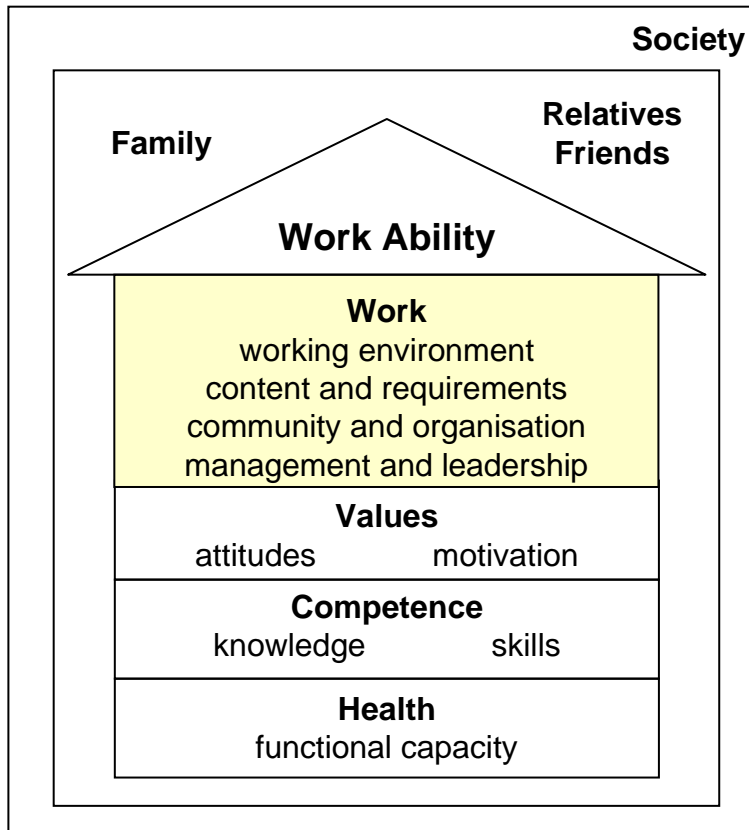 Society
Family
Relatives
Friends
Work Ability
Work
working environment
content and requirements
community and organisation
management and leadership
Values
attitudes motivation
Competence
knowledge skills
Health
functional capacity